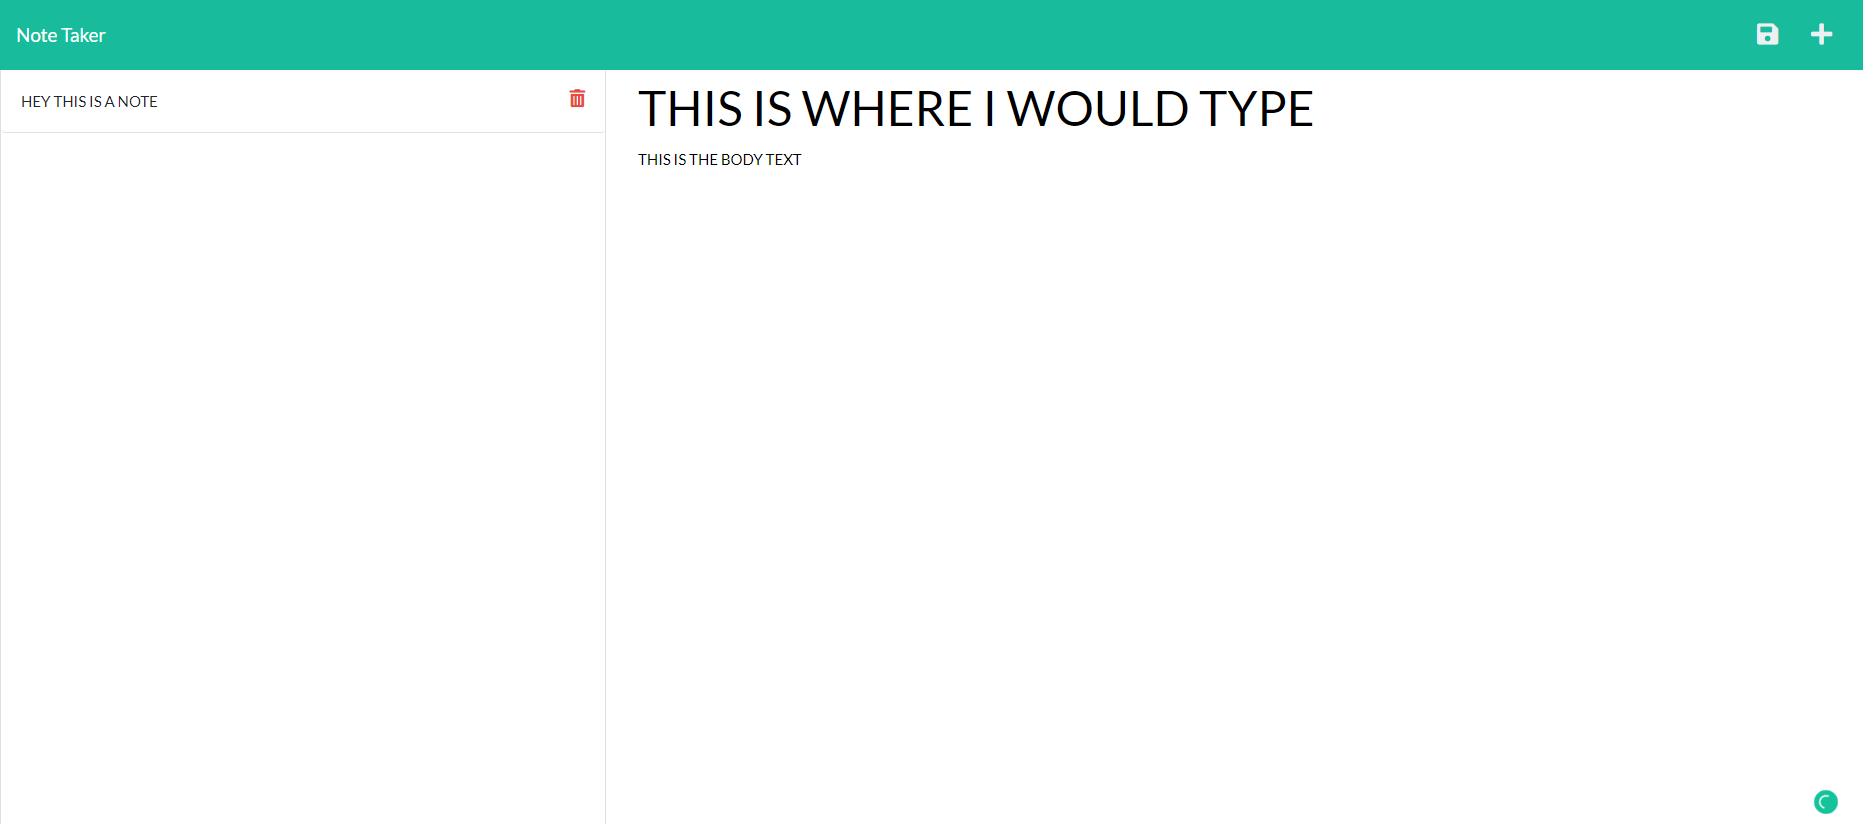 Note Taker
HEY THIS IS A NOTE
THIS IS WHERE I WOULD TYPE
THIS IS THE BODY TEXT